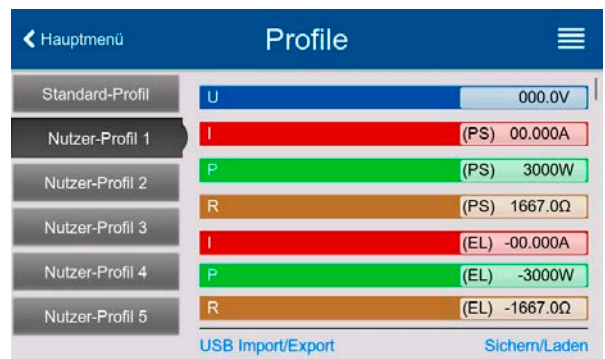 Hauptmenü Profile
Standard-Profil
Nutzer-Profil 1
Nutzer-Profil 2
Nutzer-Profil 3
Nutzer-Profil 4
Nutzer-Profil 5
U 000.0V
I (PS) 00.000A
P (PS) 3000W
R (PS) 1667.0Ω
I (EL) -00.000A
P (EL) -3000W
R (EL) -1667.0Ω
USB Import/Export Sichern/Laden